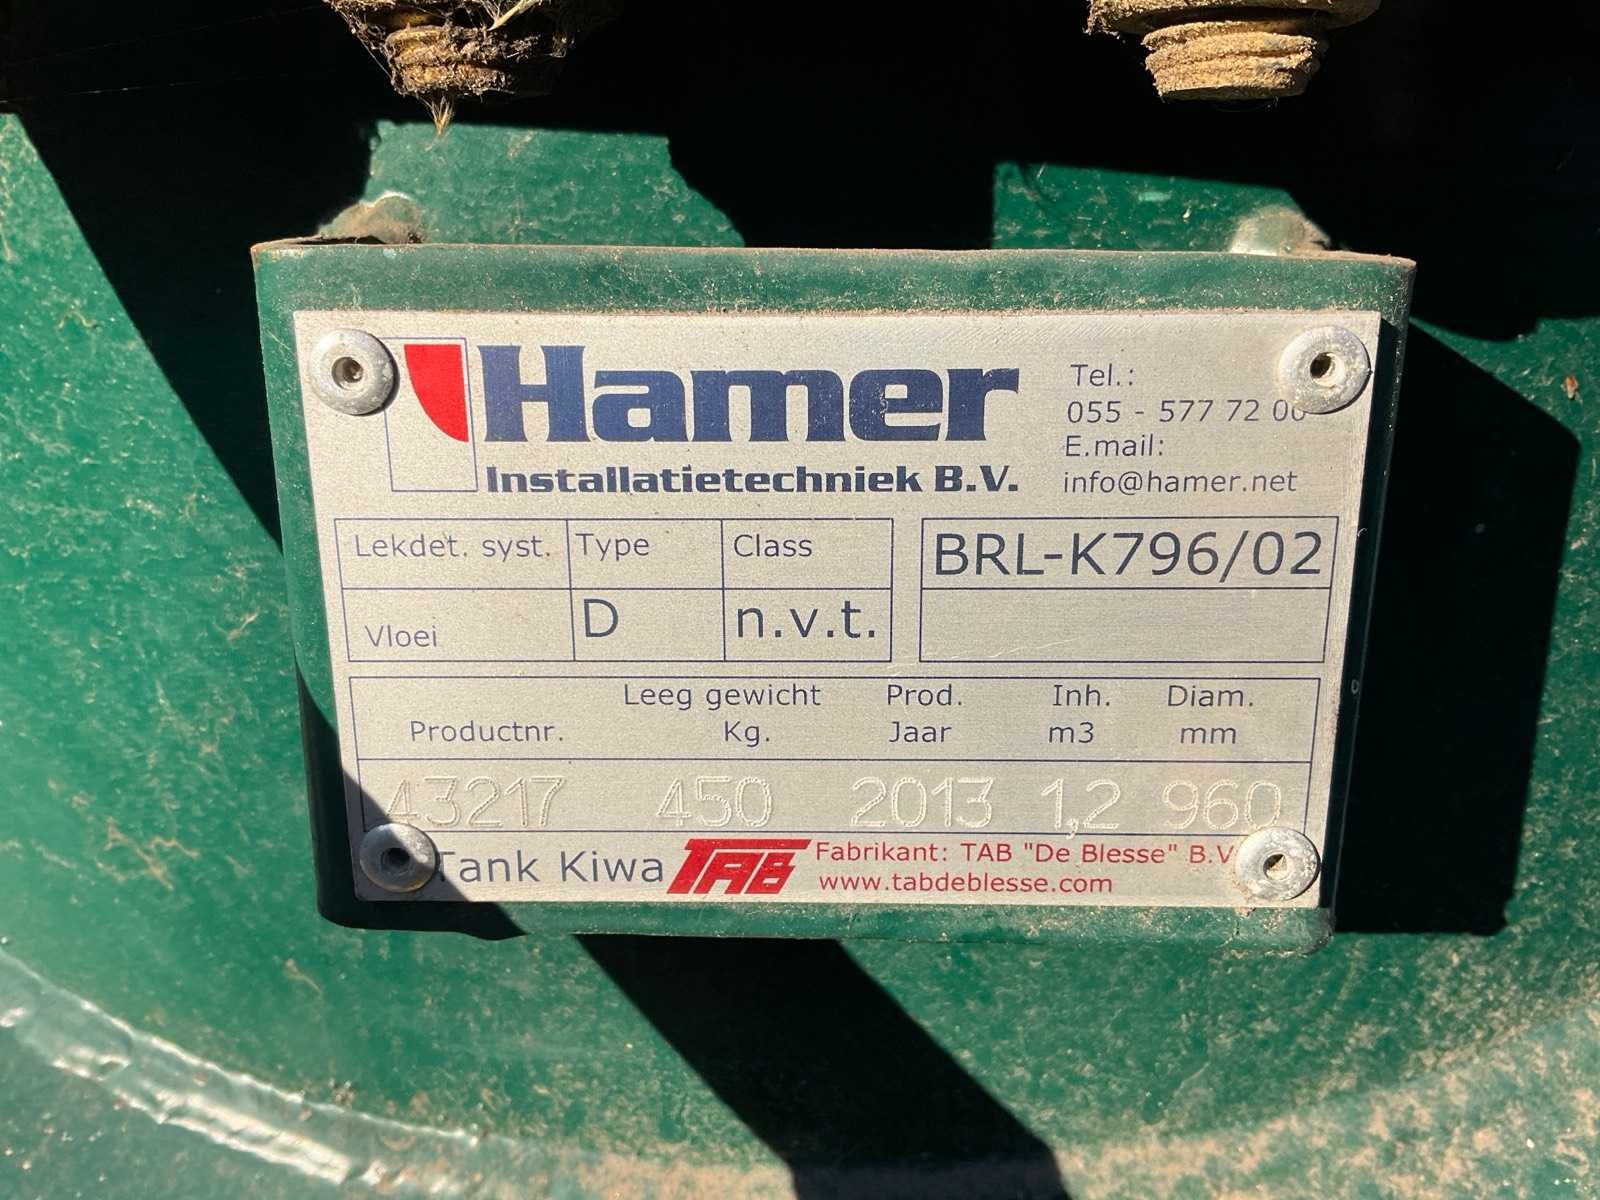 Hamer
Installatietechniek B.V.
Tel.:
055 - 577 72 00
E.mail:
info@hamer.net
Lekdet. syst. Type Class
Vloei D n.v.t.
BRL-K796/02
Leeg gewicht Prod. Inh. Diam.
Productnr. Kg. Jaar m3 mm
43217 450 2013 1,2 960
Tank Kiwa TAB
Fabrikant: TAB "De Blesse" B.V
www.tabdeblesse.com